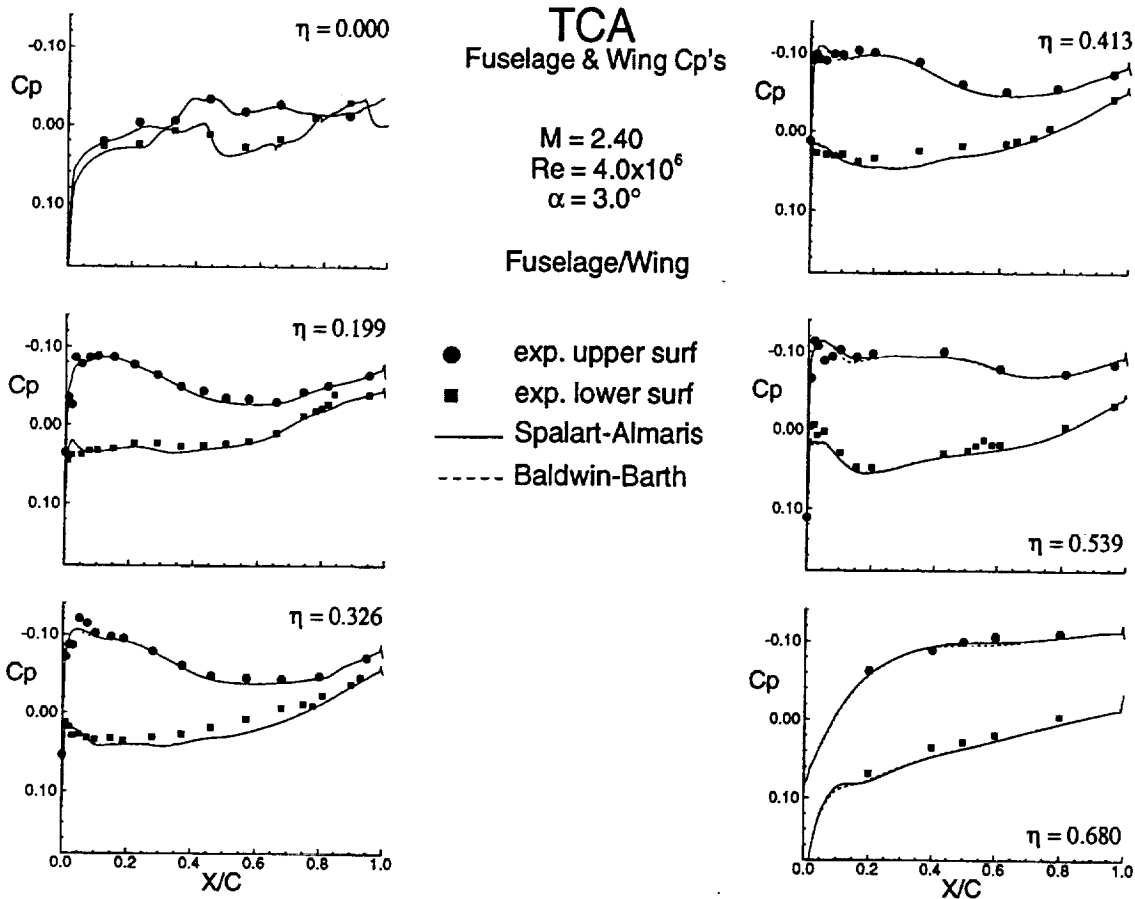 TCA
Fuselage & Wing Cp's
M = 2.40
Re = 4.0x10⁶
α = 3.0°
Fuselage/Wing
exp. upper surf
exp. lower surf
Spalart-Almaris
Baldwin-Barth
η = 0.000
-0.10
Cp
0.00
0.10
η = 0.199
-0.10
Cp
0.00
0.10
η = 0.326
-0.10
Cp
0.00
0.10
0.0 0.2 0.4 0.6 0.8 1.0
X/C
η = 0.413
-0.10
Cp
0.00
0.10
-0.10
Cp
0.00
0.10
η = 0.539
-0.10
Cp
0.00
0.10
η = 0.680
0.0 0.2 0.4 0.6 0.8 1.0
X/C